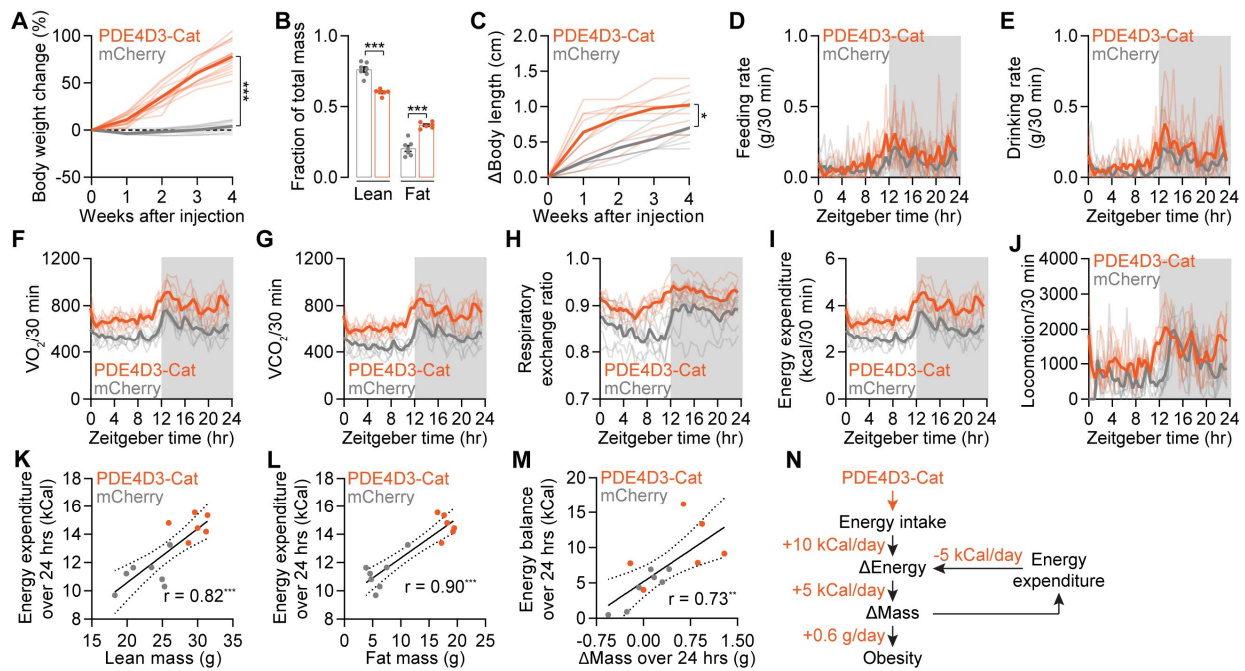 A
Body weight change (%)
PDE4D3-Cat
mCherry
100
50
0
-50
***
0 1 2 3 4
Weeks after injection
B
Fraction of total mass
1.0
0.5
0.0
***
***
Lean Fat
C
ΔBody length (cm)
PDE4D3-Cat
mCherry
2.0
1.5
1.0
0.5
0.0
*
0 1 2 3 4
Weeks after injection
D
Feeding rate
(g/30 min)
PDE4D3-Cat
mCherry
1.0
0.5
0.0
0 4 8 12 16 20 24
Zeitgeber time (hr)
E
Drinking rate
(g/30 min)
PDE4D3-Cat
mCherry
1.0
0.5
0.0
0 4 8 12 16 20 24
Zeitgeber time (hr)
F
VO2/30 min
1200
800
400
0
PDE4D3-Cat
mCherry
0 4 8 12 16 20 24
Zeitgeber time (hr)
G
VCO2/30 min
1200
800
400
0
PDE4D3-Cat
mCherry
0 4 8 12 16 20 24
Zeitgeber time (hr)
H
Respiratory
exchange ratio
1.0
0.9
0.8
0.7
PDE4D3-Cat
mCherry
0 4 8 12 16 20 24
Zeitgeber time (hr)
I
Energy expenditure
(kcal/30 min)
6
4
2
0
PDE4D3-Cat
mCherry
0 4 8 12 16 20 24
Zeitgeber time (hr)
J
Locomotion/30 min
PDE4D3-Cat
mCherry
4000
3000
2000
1000
0
0 4 8 12 16 20 24
Zeitgeber time (hr)
K
Energy expenditure
over 24 hrs (kCal)
PDE4D3-Cat
mCherry
18
16
14
12
10
8
r = 0.82***
15 20 25 30 35
Lean mass (g)
L
Energy expenditure
over 24 hrs (kCal)
PDE4D3-Cat
mCherry
18
16
14
12
10
8
r = 0.90***
0 5 10 15 20 25
Fat mass (g)
M
Energy balance
over 24 hrs (kCal)
PDE4D3-Cat
mCherry
20
15
10
5
0
r = 0.73**
-0.75 0.00 0.75 1.50
ΔMass over 24 hrs (g)
N
PDE4D3-Cat
Energy intake
+10 kCal/day
-5 kCal/day
ΔEnergy
Energy
expenditure
+5 kCal/day
ΔMass
+0.6 g/day
Obesity